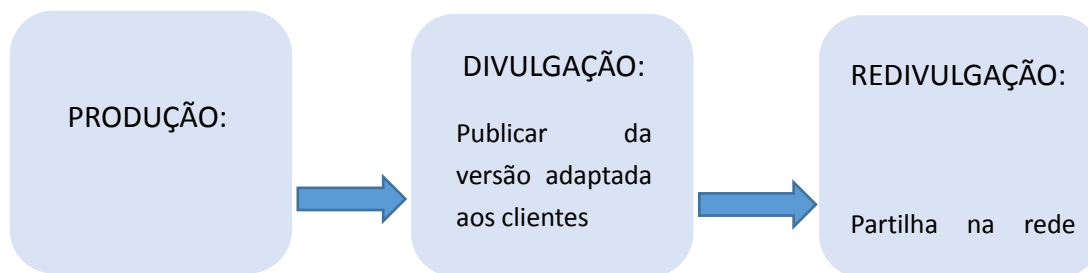 PRODUÇÃO:
DIVULGAÇÃO:
Publicar da
versão adaptada
aos clientes
REDIVULGAÇÃO:
Partilha na rede